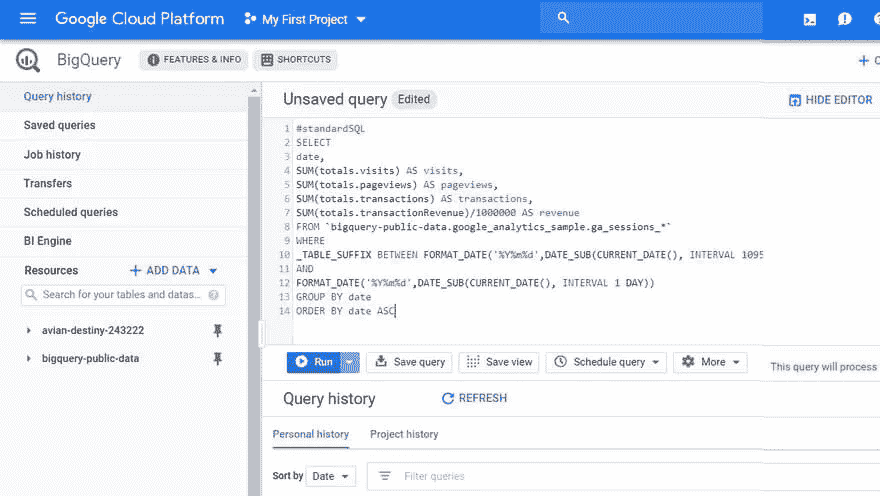 Google Cloud Platform
My First Project
BigQuery
FEATURES & INFO
SHORTCUTS
Query history
Saved queries
Job history
Transfers
Scheduled queries
BI Engine
Resources
+ ADD DATA
Search for your tables and datas...
avian-destiny-243222
bigquery-public-data
Unsaved query
Edited
HIDE EDITOR
1 #standardSQL
2 SELECT
3 date,
4 SUM(totals.visits) AS visits,
5 SUM(totals.pageviews) AS pageviews,
6 SUM(totals.transactions) AS transactions,
7 SUM(totals.transactionRevenue)/1000000 AS revenue
8 FROM `bigquery-public-data.google_analytics_sample.ga_sessions_*`
9 WHERE
10 _TABLE_SUFFIX BETWEEN FORMAT_DATE('%Y%m%d',DATE_SUB(CURRENT_DATE(), INTERVAL 1095
11 AND
12 FORMAT_DATE('%Y%m%d',DATE_SUB(CURRENT_DATE(), INTERVAL 1 DAY))
13 GROUP BY date
14 ORDER BY date ASC
Run
Save query
Save view
Schedule query
More
This query will process
Query history
REFRESH
Personal history
Project history
Sort by
Date
Filter queries